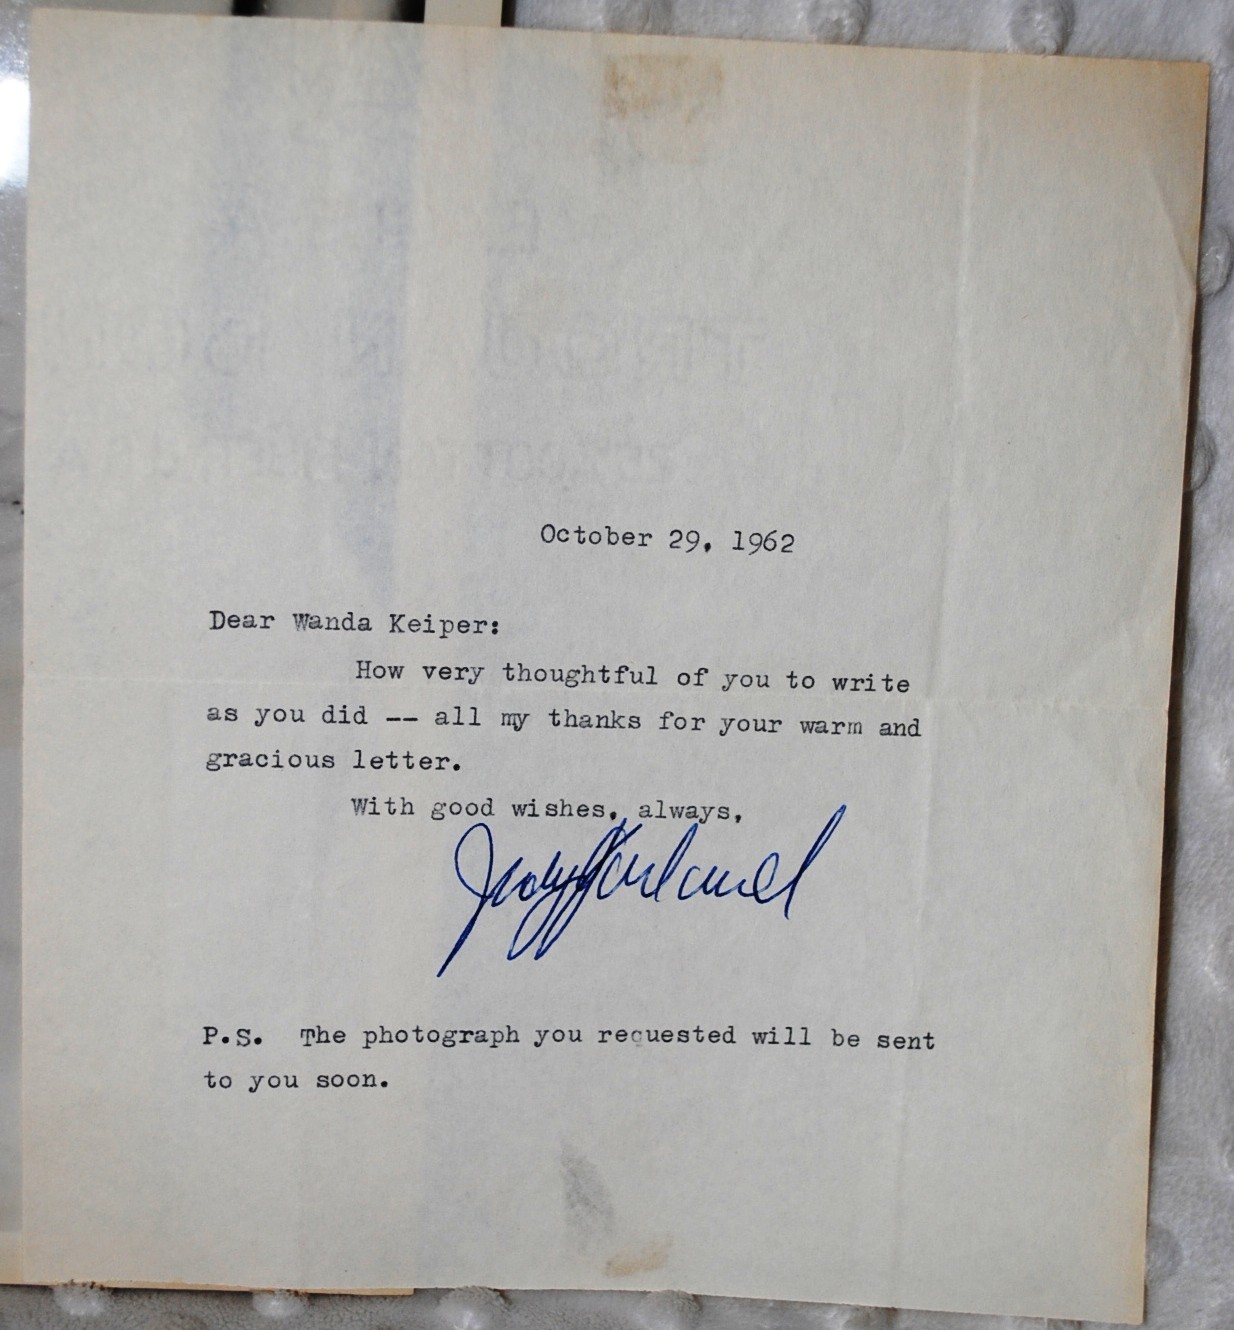 October 29, 1962
Dear Wanda Keiper:
How very thoughtful of you to write
as you did -- all my thanks for your warm and
gracious letter.
With good wishes, always,
Judy Garland
P.S. The photograph you requested will be sent
to you soon.